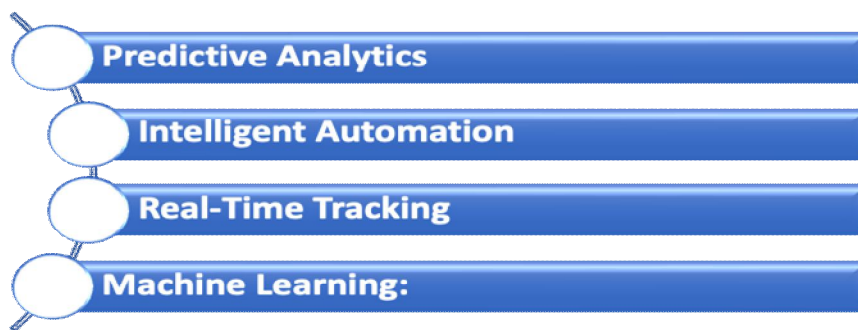 Predictive Analytics
Intelligent Automation
Real-Time Tracking
Machine Learning: